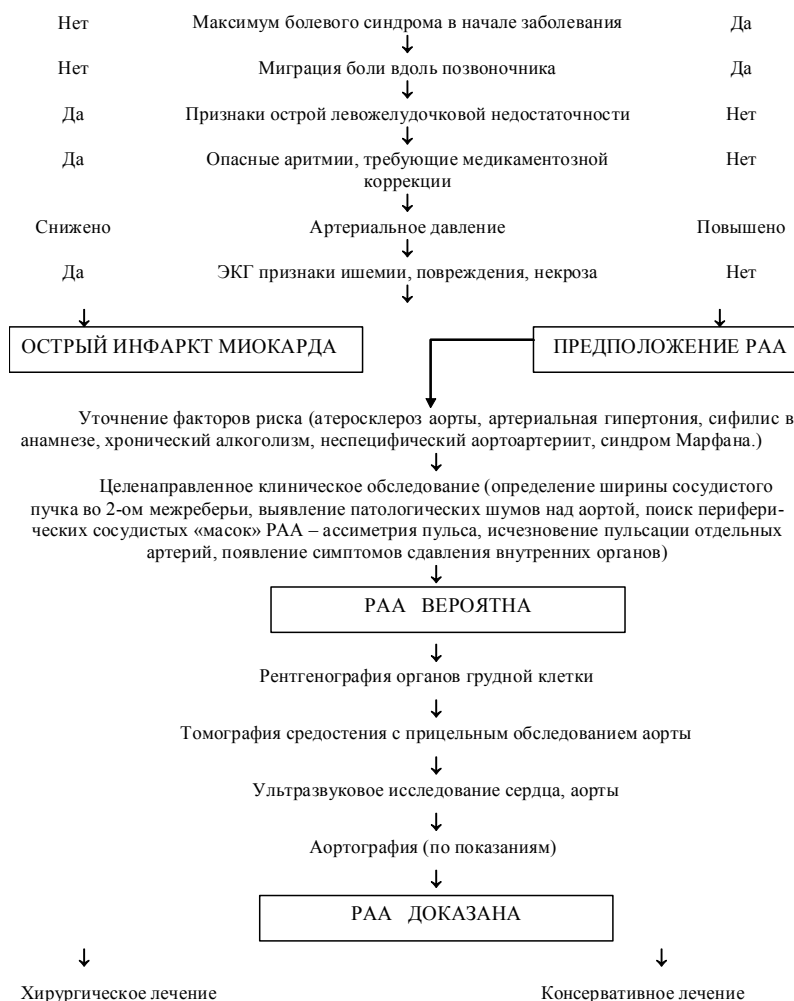 Нет Максимум болевого синдрома в начале заболевания Да
Нет Миграция боли вдоль позвоночника Да
Да Признаки острой левожелудочковой недостаточности Нет
Да Опасные аритмии, требующие медикаментозной Нет
коррекции
Снижено Артериальное давление Повышено
Да ЭКГ признаки ишемии, повреждения, некроза Нет
ОСТРЫЙ ИНФАРКТ МИОКАРДА ПРЕДПОЛОЖЕНИЕ РАА
Уточнение факторов риска (атеросклероз аорты, артериальная гипертония, сифилис в
анамнезе, хронический алкоголизм, неспецифический аортоартериит, синдром Марфана.)
Целенаправленное клиническое обследование (определение ширины сосудистого
пучка во 2-ом межреберьи, выявление патологических шумов над аортой, поиск перифери-
ческих сосудистых «масок» РАА – ассиметрия пульса, исчезновение пульсации отдельных
артерий, появление симптомов сдавления внутренних органов)
РАА ВЕРОЯТНА
Рентгенография органов грудной клетки
Томография средостения с прицельным обследованием аорты
Ультразвуковое исследование сердца, аорты
Аортография (по показаниям)
РАА ДОКАЗАНА
Хирургическое лечение Консервативное лечение